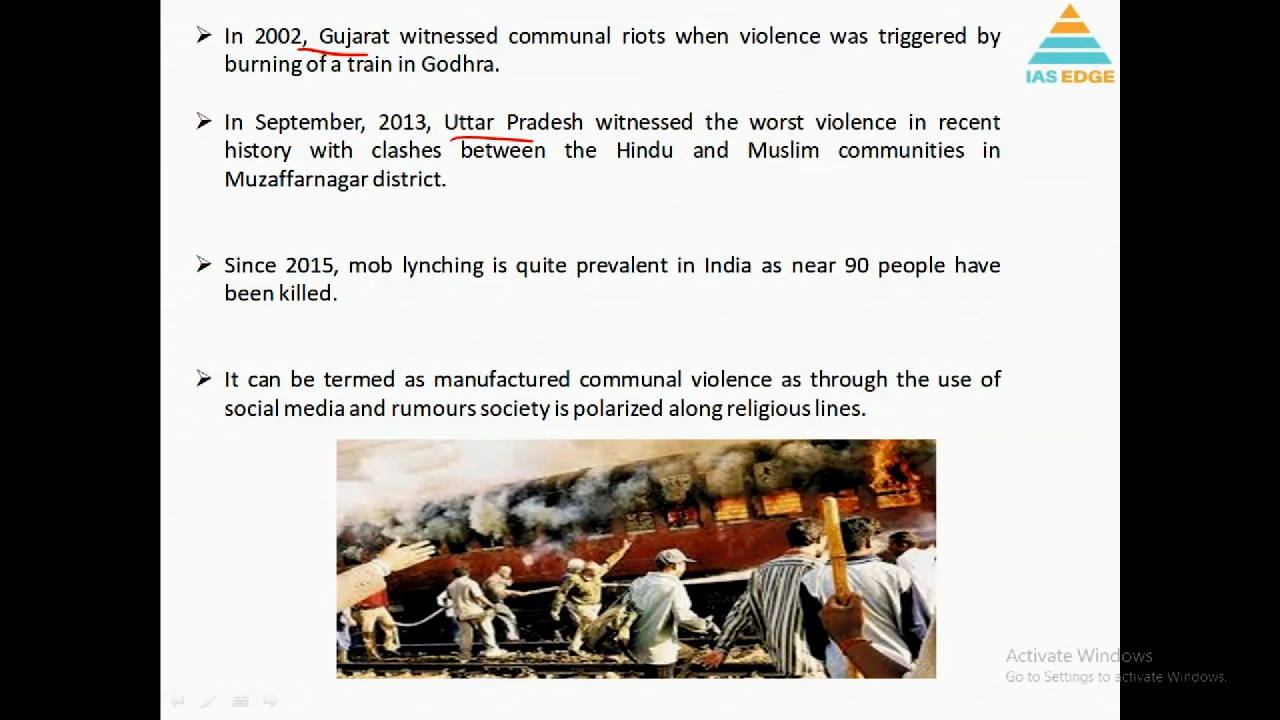 ➢ In 2002, Gujarat witnessed communal riots when violence was triggered by
burning of a train in Godhra.
IAS EDGE
➢ In September, 2013, Uttar Pradesh witnessed the worst violence in recent
history with clashes between the Hindu and Muslim communities in
Muzaffarnagar district.
➢ Since 2015, mob lynching is quite prevalent in India as near 90 people have
been killed.
➢ It can be termed as manufactured communal violence as through the use of
social media and rumours society is polarized along religious lines.
Activate Windows
Go to Settings to activate Windows.